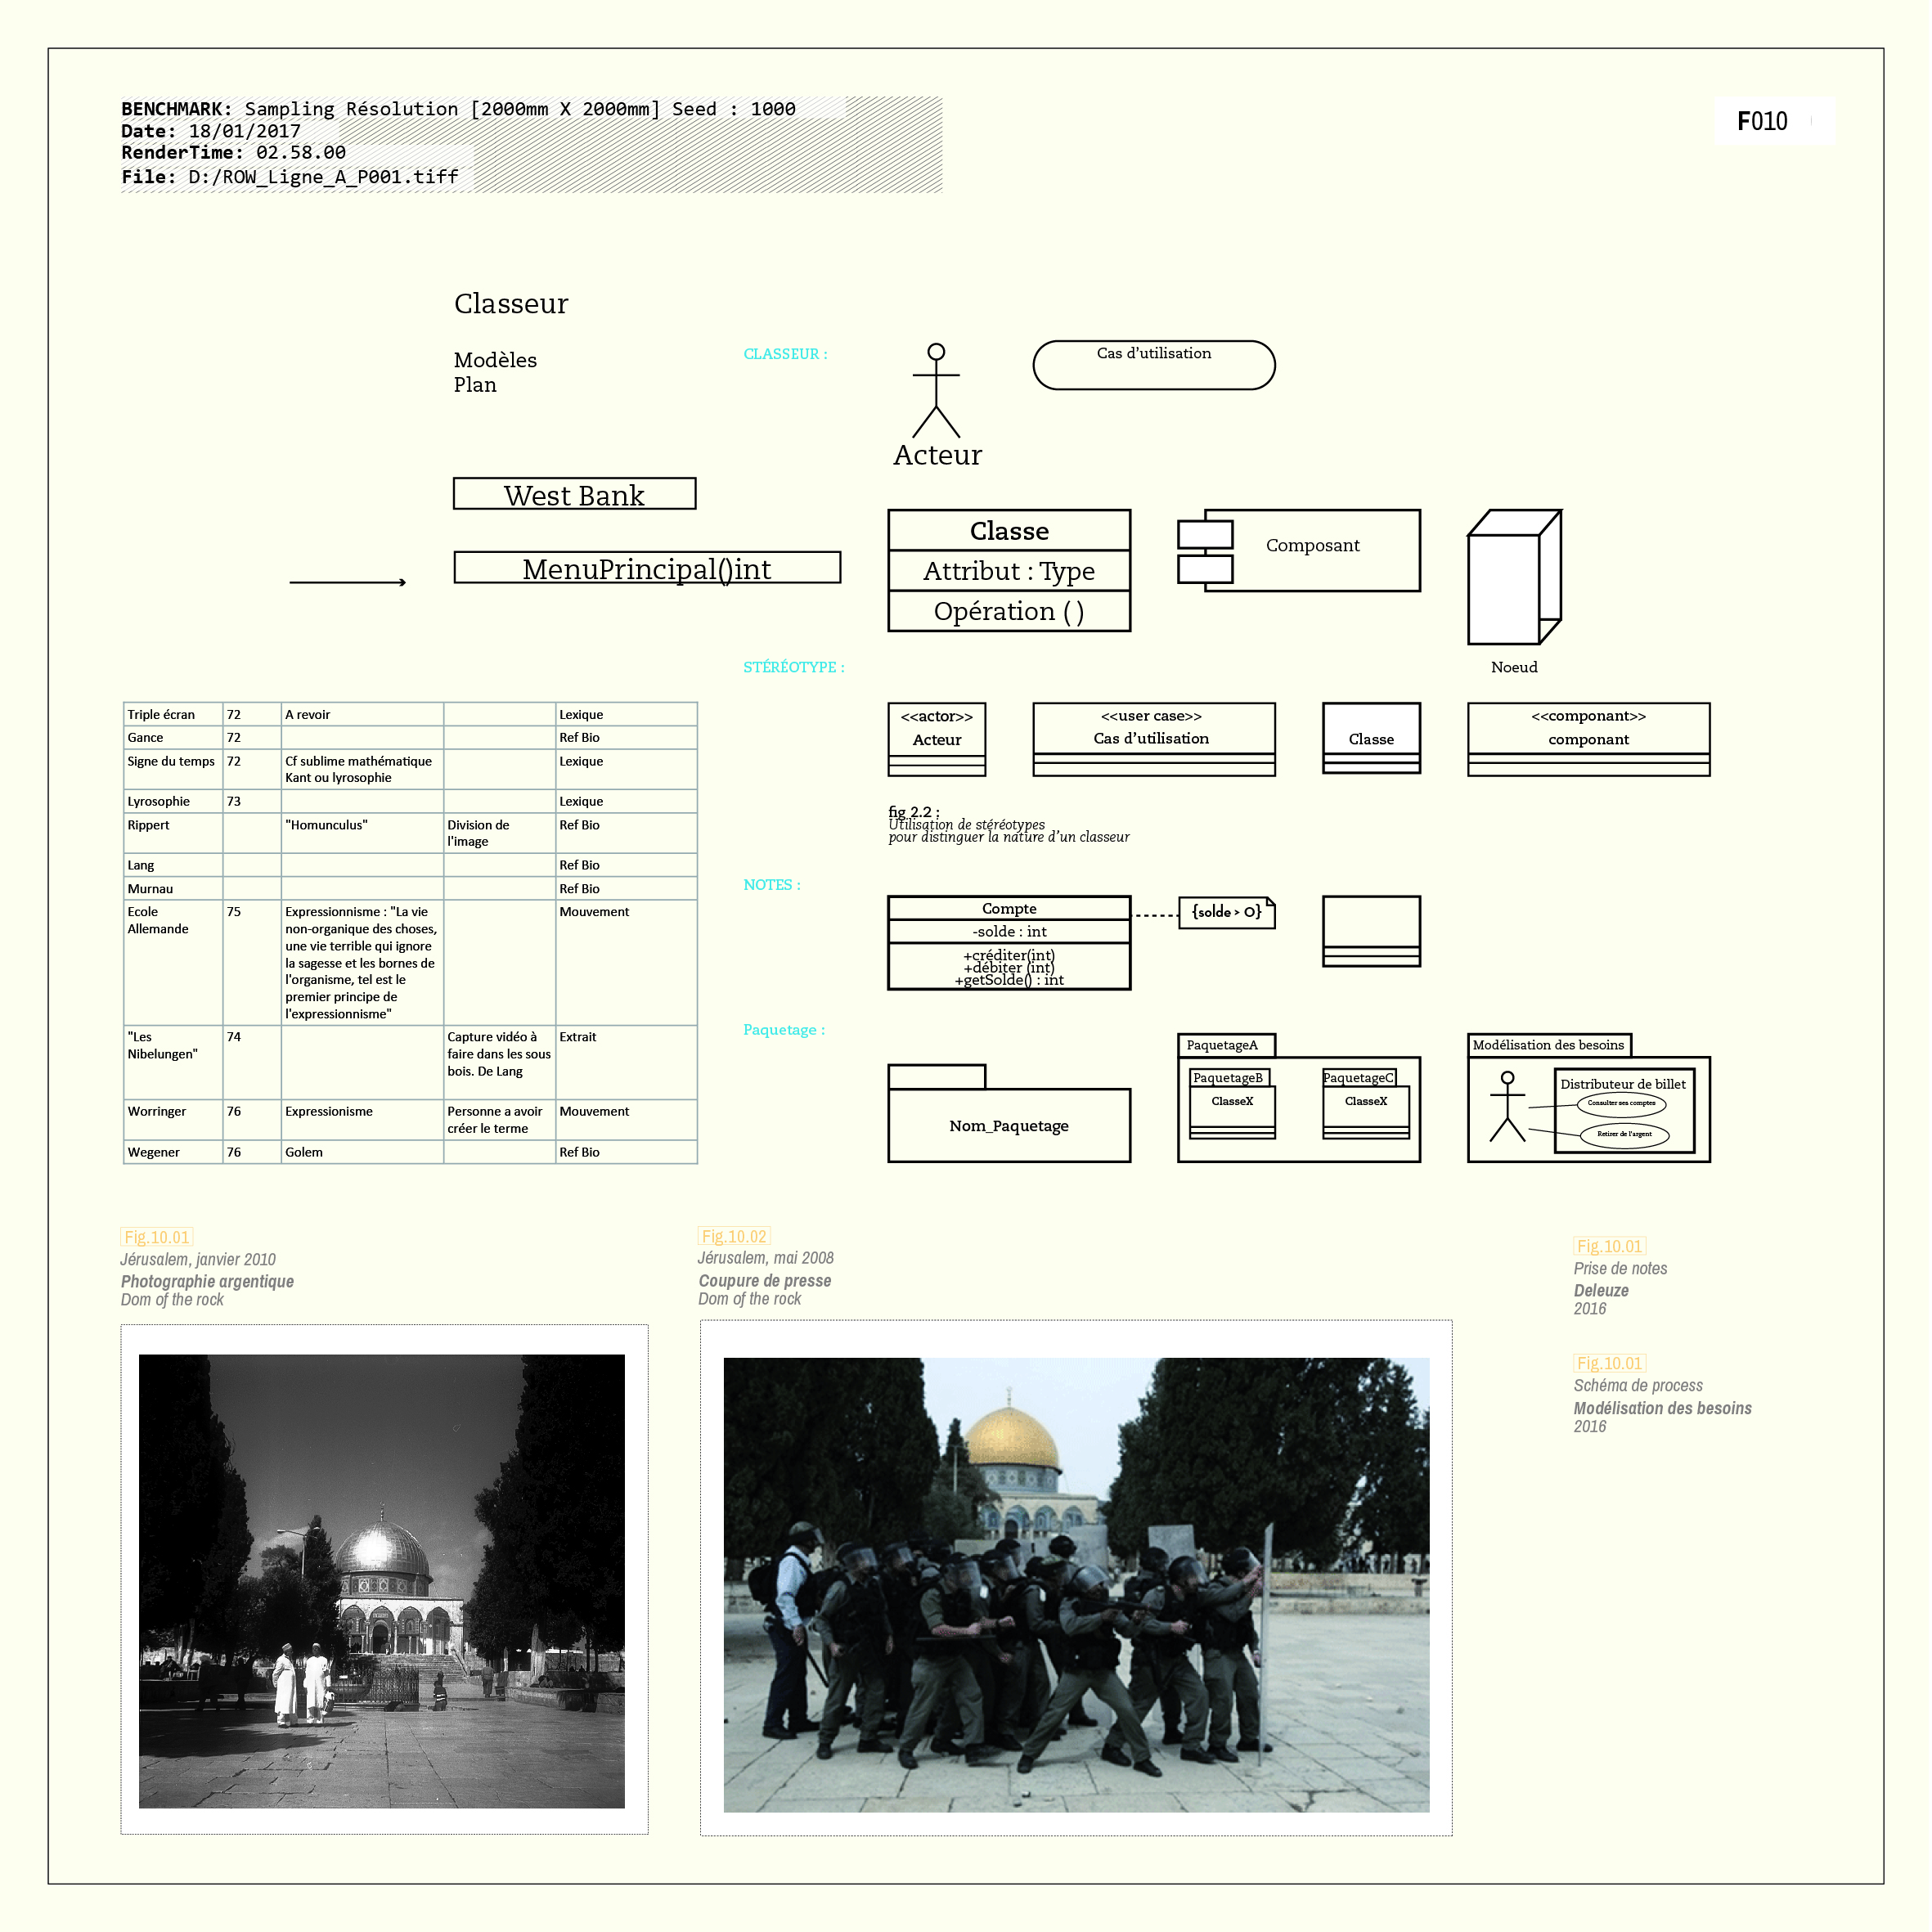 BENCHMARK: Sampling Résolution [2000mm X 2000mm] Seed : 1000
Date: 18/01/2017
RenderTime: 02.58.00
File: D:/ROW_Ligne_A_P001.tiff
F010
Classeur
Modèles
Plan
West Bank
MenuPrincipal()int
CLASSEUR :
Acteur
Cas d'utilisation
Classe
Attribut : Type
Opération ( )
Composant
Noeud
STÉRÉOTYPE :
<<actor>>
Acteur
<<user case>>
Cas d'utilisation
Classe
<<componant>>
componant
fig 2.2 :
Utilisation de stéréotypes
pour distinguer la nature d'un classeur
NOTES :
Compte
-solde : int
+créditer(int)
+débiter (int)
+getSolde() : int
{solde > O}
Paquetage :
Nom_Paquetage
PaquetageA
PaquetageB
ClasseX
PaquetageC
ClasseX
Modélisation des besoins
Distributeur de billet
Consulter ses comptes
Retirer de l'argent
Triple écran 72 A revoir Lexique
Gance 72 Ref Bio
Signe du temps 72 Cf sublime mathématique Lexique
Kant ou lyrosophie
Lyrosophie 73 Lexique
Rippert "Homunculus" Division de Ref Bio
l'image
Lang Ref Bio
Murnau Ref Bio
Ecole 75 Expressionnisme : "La vie Mouvement
Allemande non-organique des choses,
une vie terrible qui ignore
la sagesse et les bornes de
l'organisme, tel est le
premier principe de
l'expressionnisme"
"Les 74 Capture vidéo à Extrait
Nibelungen" faire dans les sous
bois. De Lang
Worringer 76 Expressionisme Personne a avoir Mouvement
créer le terme
Wegener 76 Golem Ref Bio
Fig.10.01
Jérusalem, janvier 2010
Photographie argentique
Dom of the rock
Fig.10.02
Jérusalem, mai 2008
Coupure de presse
Dom of the rock
Fig.10.01
Prise de notes
Deleuze
2016
Fig.10.01
Schéma de process
Modélisation des besoins
2016